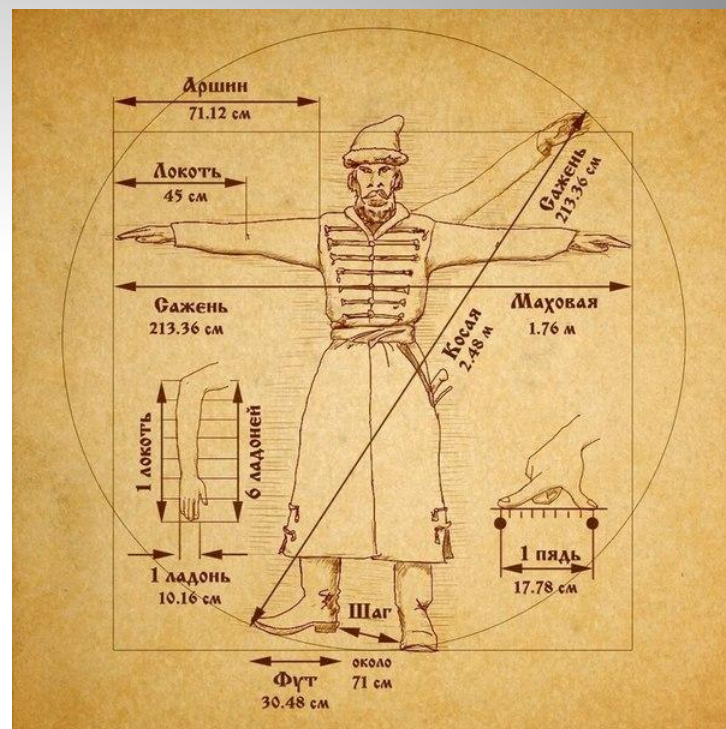 Аршин
71.12 см
Локоть
45 см
Сажень
213.36 см
Сажень
213.36 см
Маховая
1.76 м
Косая
2.48 м
1 локоть
6 ладоней
1 ладонь
10.16 см
1 пядь
17.78 см
Шаг
около
71 см
Фут
30.48 см